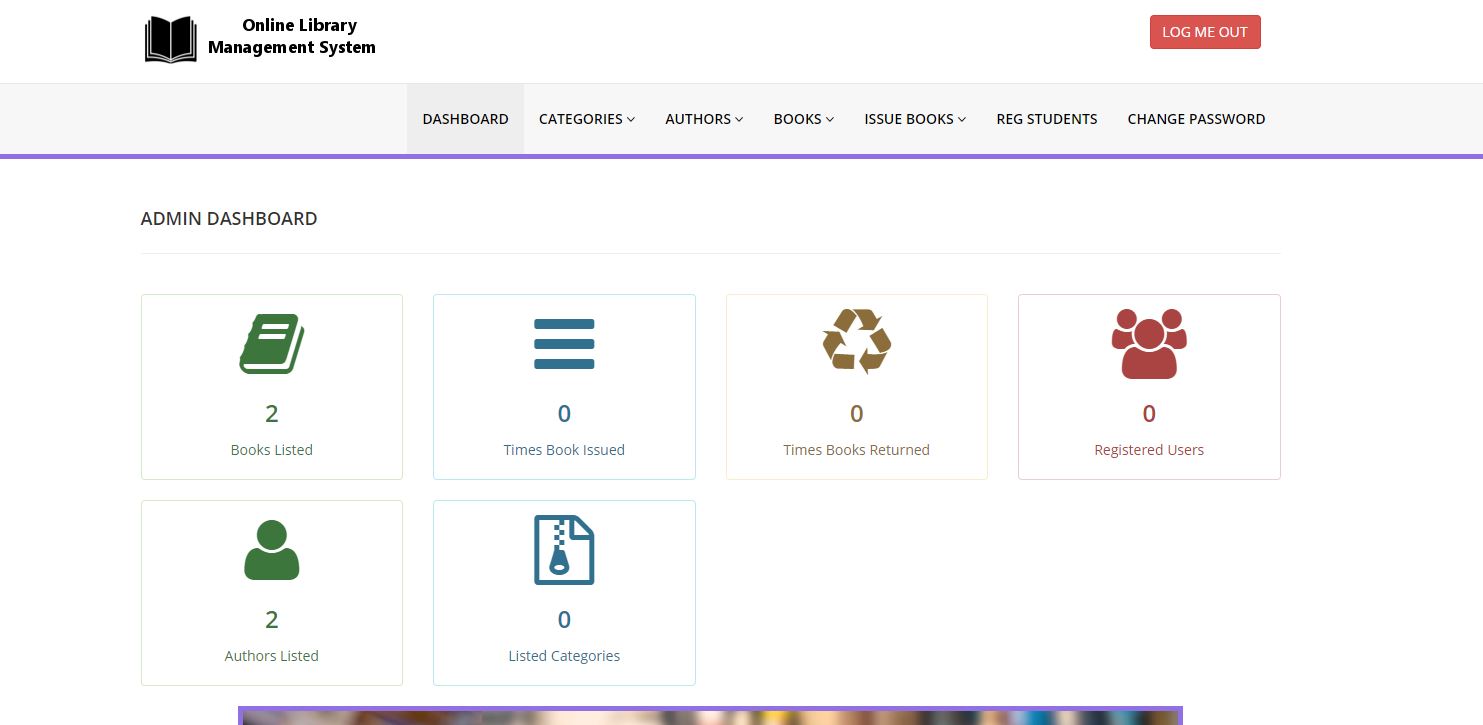 Online Library
Management System
LOG ME OUT
DASHBOARD
CATEGORIES
AUTHORS
BOOKS
ISSUE BOOKS
REG STUDENTS
CHANGE PASSWORD
ADMIN DASHBOARD
2
Books Listed
0
Times Book Issued
0
Times Books Returned
0
Registered Users
2
Authors Listed
0
Listed Categories